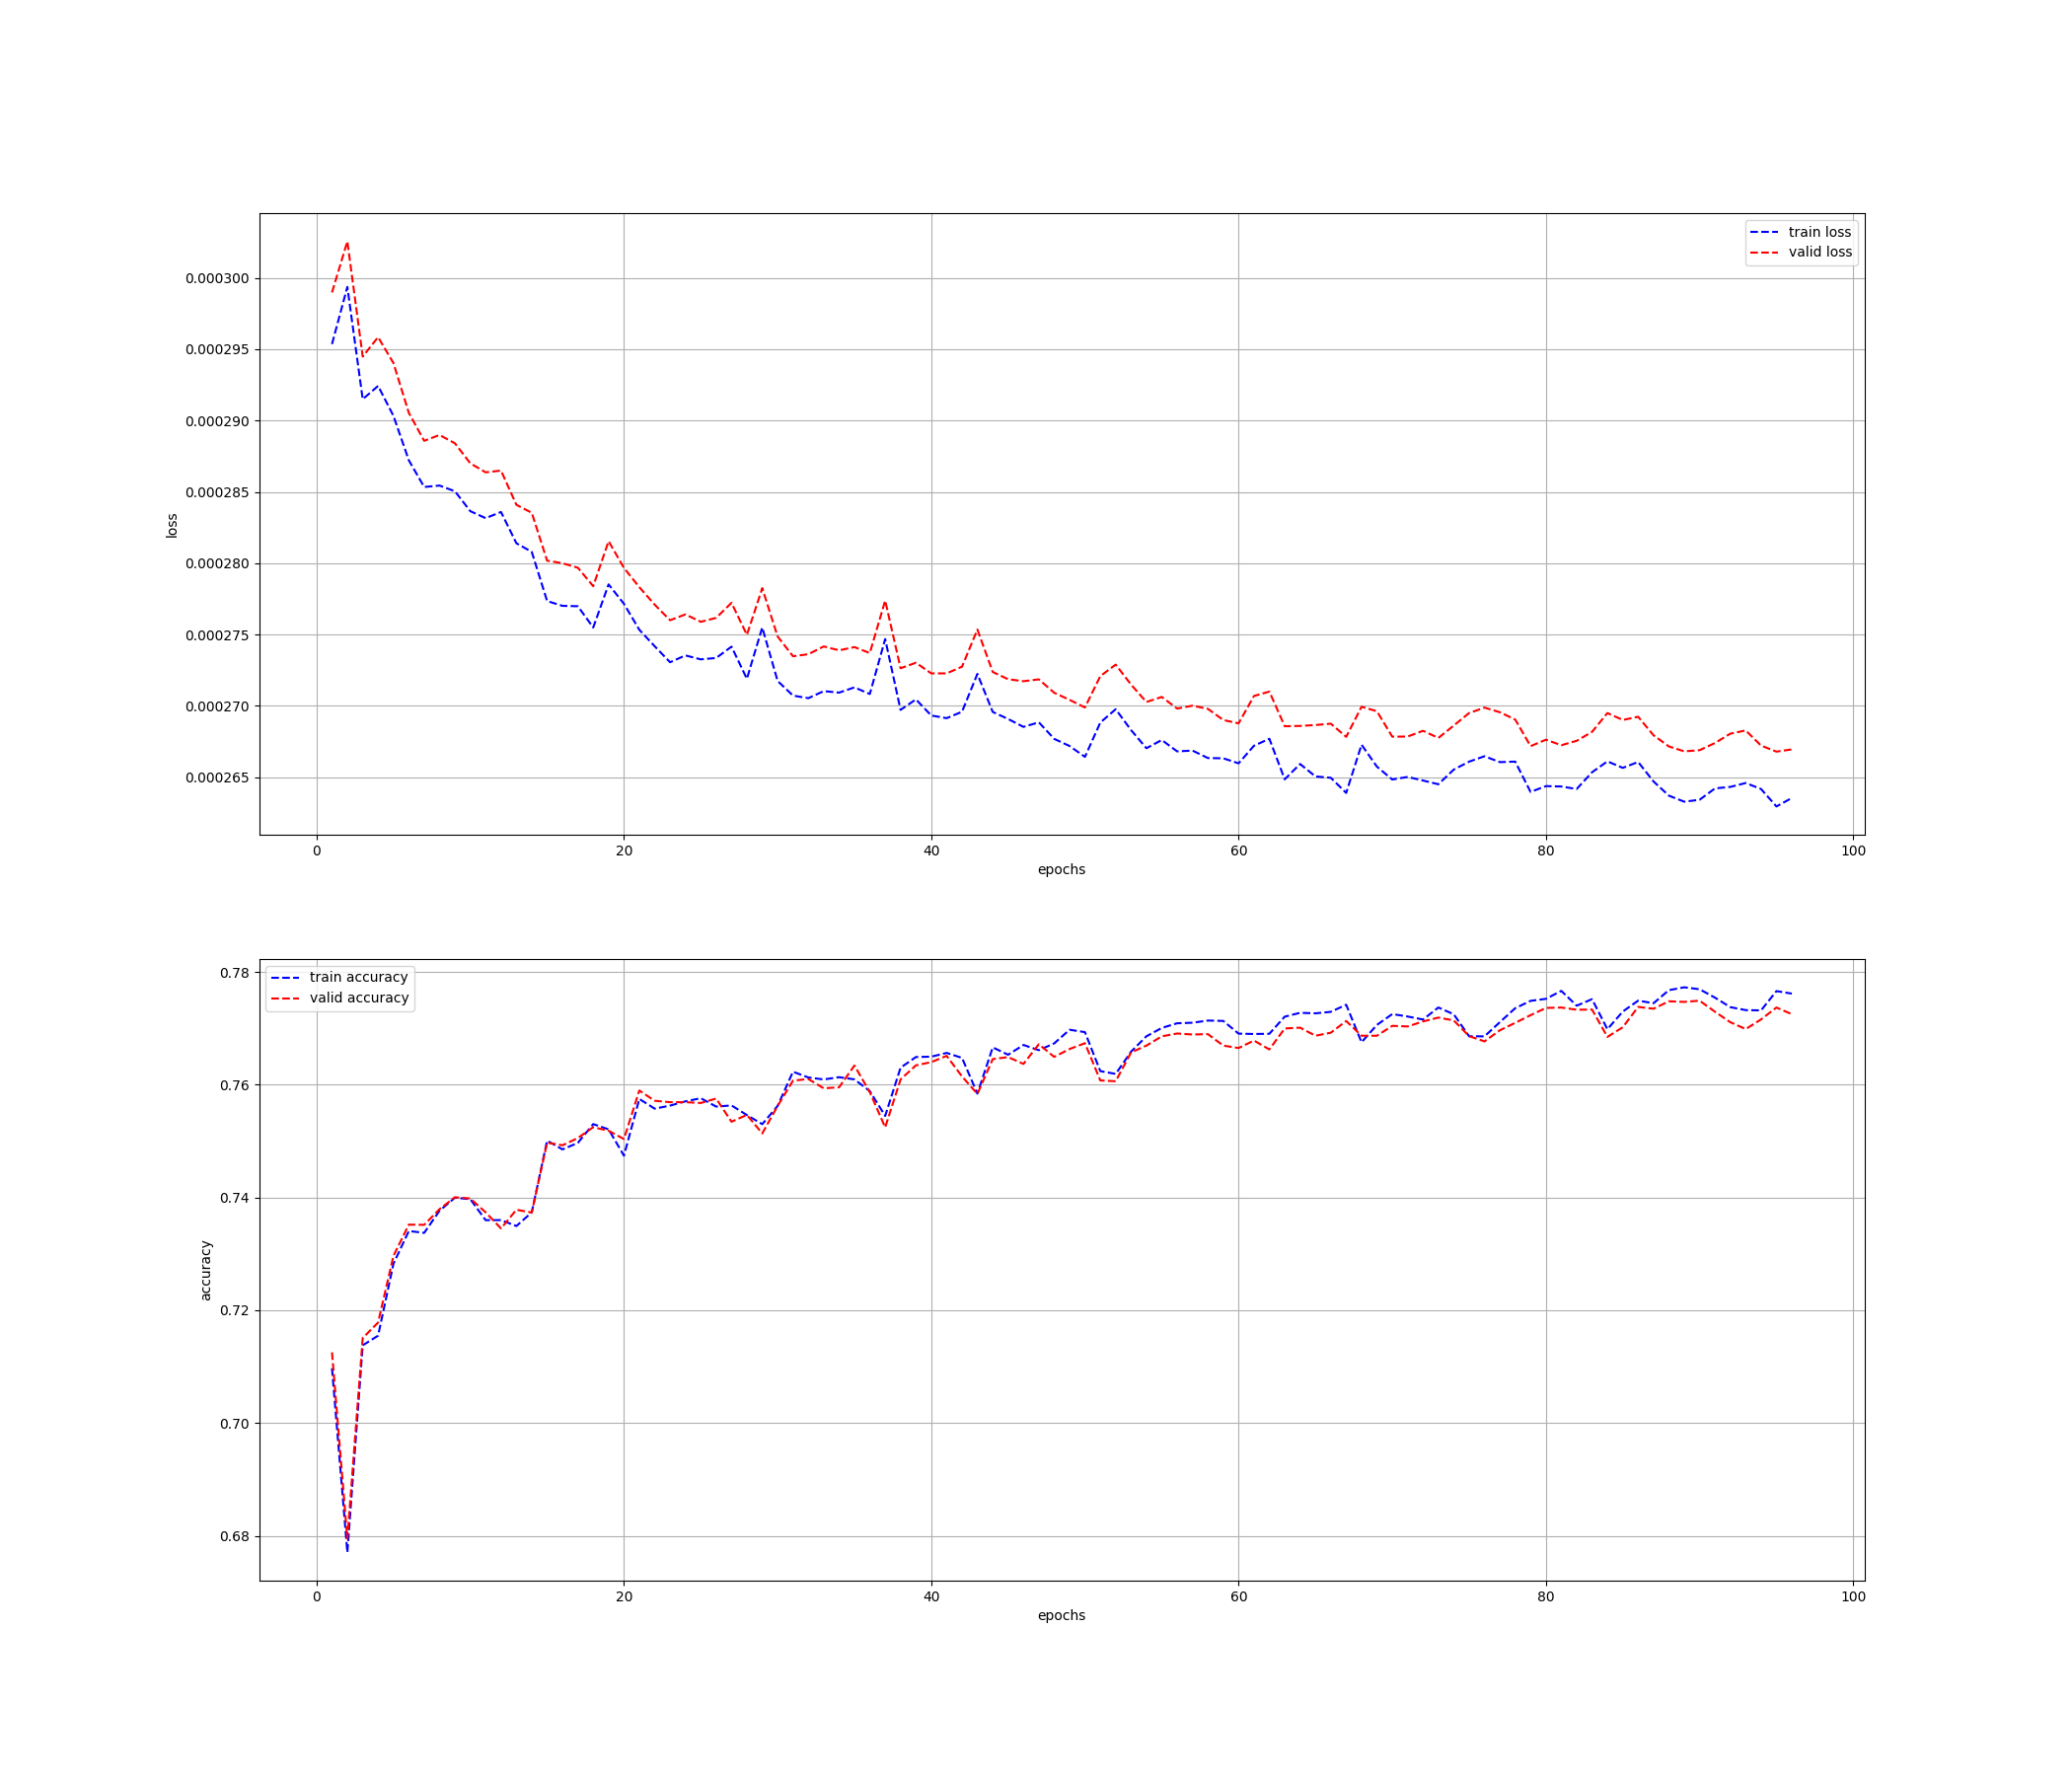 train loss
valid loss
0.000300
0.000295
0.000290
0.000285
0.000280
0.000275
0.000270
0.000265
loss
0 20 40 60 80 100
epochs
train accuracy
valid accuracy
0.78
0.76
0.74
0.72
0.70
0.68
accuracy
0 20 40 60 80 100
epochs